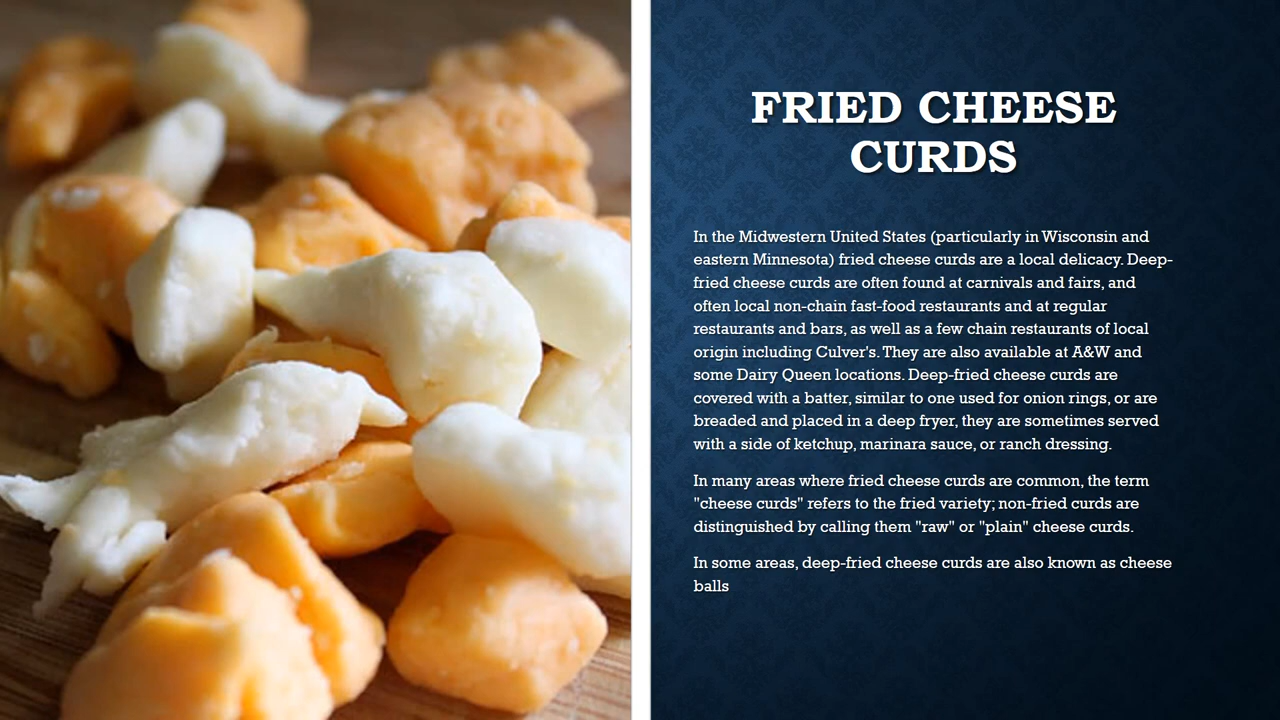 FRIED CHEESE
CURDS
In the Midwestern United States (particularly in Wisconsin and
eastern Minnesota) fried cheese curds are a local delicacy. Deep-
fried cheese curds are often found at carnivals and fairs, and
often local non-chain fast-food restaurants and at regular
restaurants and bars, as well as a few chain restaurants of local
origin including Culver's. They are also available at A&W and
some Dairy Queen locations. Deep-fried cheese curds are
covered with a batter, similar to one used for onion rings, or are
breaded and placed in a deep fryer, they are sometimes served
with a side of ketchup, marinara sauce, or ranch dressing.
In many areas where fried cheese curds are common, the term
"cheese curds" refers to the fried variety; non-fried curds are
distinguished by calling them "raw" or "plain" cheese curds.
In some areas, deep-fried cheese curds are also known as cheese
balls